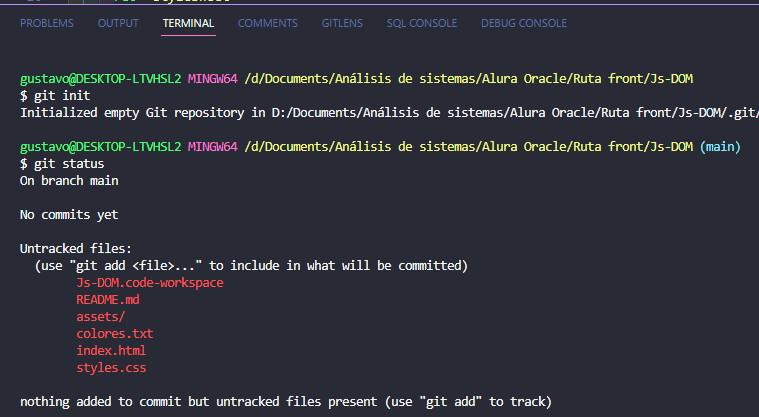 PROBLEMS OUTPUT TERMINAL COMMENTS GITLENS SQL CONSOLE DEBUG CONSOLE
gustavo@DESKTOP-LTVHSL2 MINGW64 /d/Documents/Análisis de sistemas/Alura Oracle/Ruta front/Js-DOM
$ git init
Initialized empty Git repository in D:/Documents/Análisis de sistemas/Alura Oracle/Ruta front/Js-DOM/.git/
gustavo@DESKTOP-LTVHSL2 MINGW64 /d/Documents/Análisis de sistemas/Alura Oracle/Ruta front/Js-DOM (main)
$ git status
On branch main
No commits yet
Untracked files:
(use "git add <file>..." to include in what will be committed)
Js-DOM.code-workspace
README.md
assets/
colores.txt
index.html
styles.css
nothing added to commit but untracked files present (use "git add" to track)